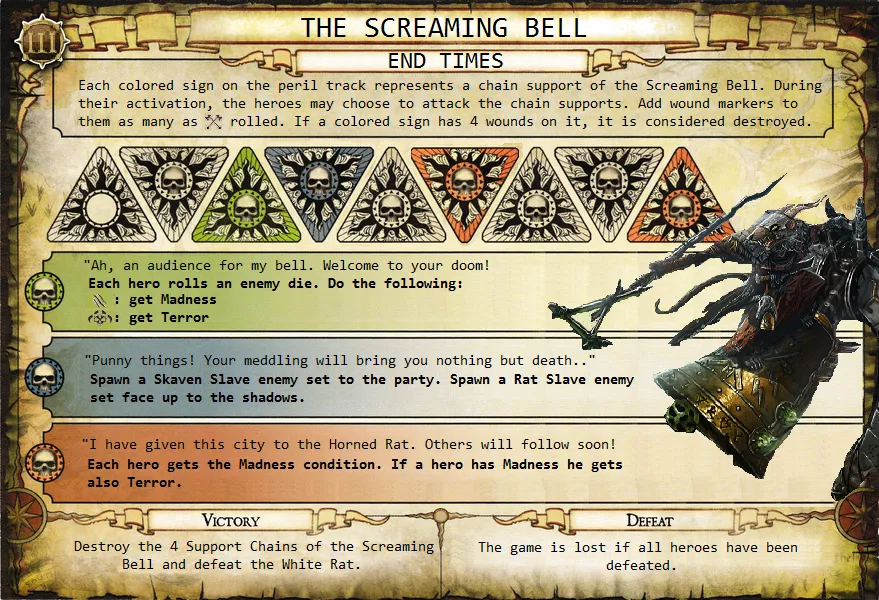 III
THE SCREAMING BELL
END TIMES
Each colored sign on the peril track represents a chain support of the Screaming Bell. During
their activation, the heroes may choose to attack the chain supports. Add wound markers to
them as many as rolled. If a colored sign has 4 wounds on it, it is considered destroyed.
"Ah, an audience for my bell. Welcome to your doom!
Each hero rolls an enemy die. Do the following:
: get Madness
: get Terror
"Punny things! Your meddling will bring you nothing but death.."
Spawn a Skaven Slave enemy set to the party. Spawn a Rat Slave enemy
set face up to the shadows.
"I have given this city to the Horned Rat. Others will follow soon!
Each hero gets the Madness condition. If a hero has Madness he gets
also Terror.
VICTORY
Destroy the 4 Support Chains of the Screaming
Bell and defeat the White Rat.
DEFEAT
The game is lost if all heroes have been
defeated.